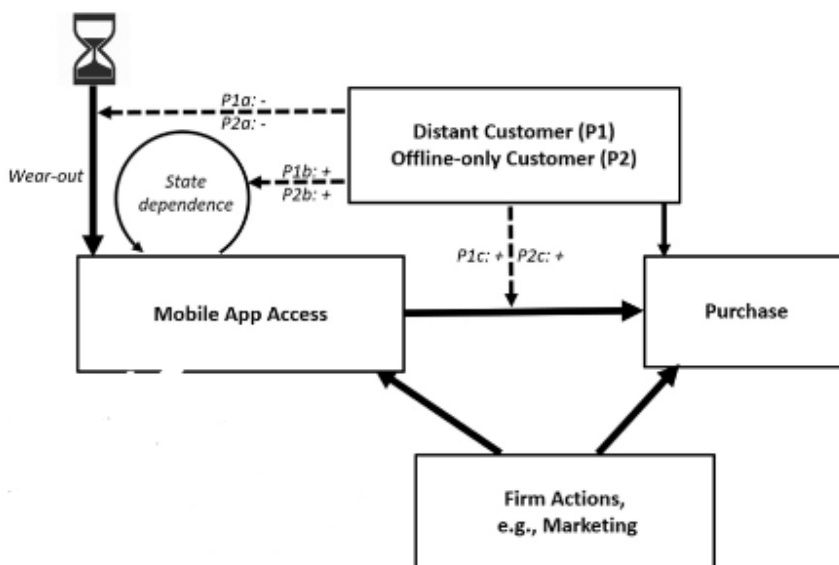 P1a: -
P2a: -
Distant Customer (P1)
Offline-only Customer (P2)
Wear-out
State
dependence
P1b: +
P2b: +
P1c: + P2c: +
Mobile App Access
Purchase
Firm Actions,
e.g., Marketing